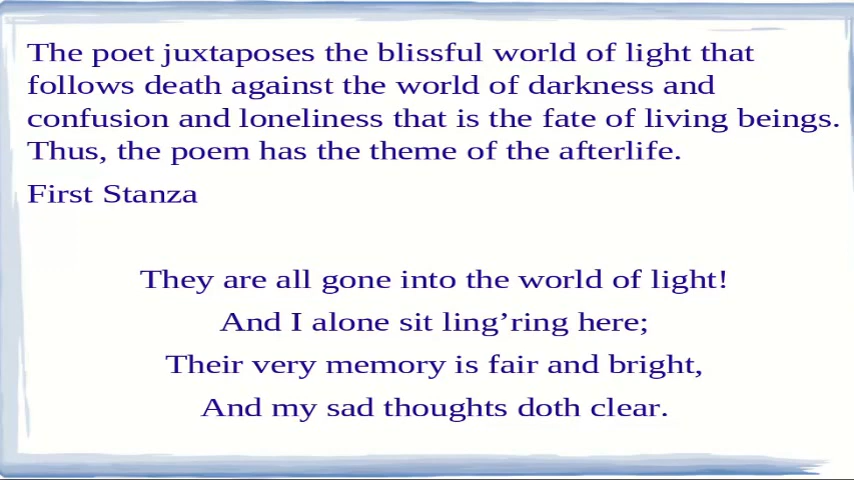 The poet juxtaposes the blissful world of light that
follows death against the world of darkness and
confusion and loneliness that is the fate of living beings.
Thus, the poem has the theme of the afterlife.
First Stanza
They are all gone into the world of light!
And I alone sit ling’ring here;
Their very memory is fair and bright,
And my sad thoughts doth clear.